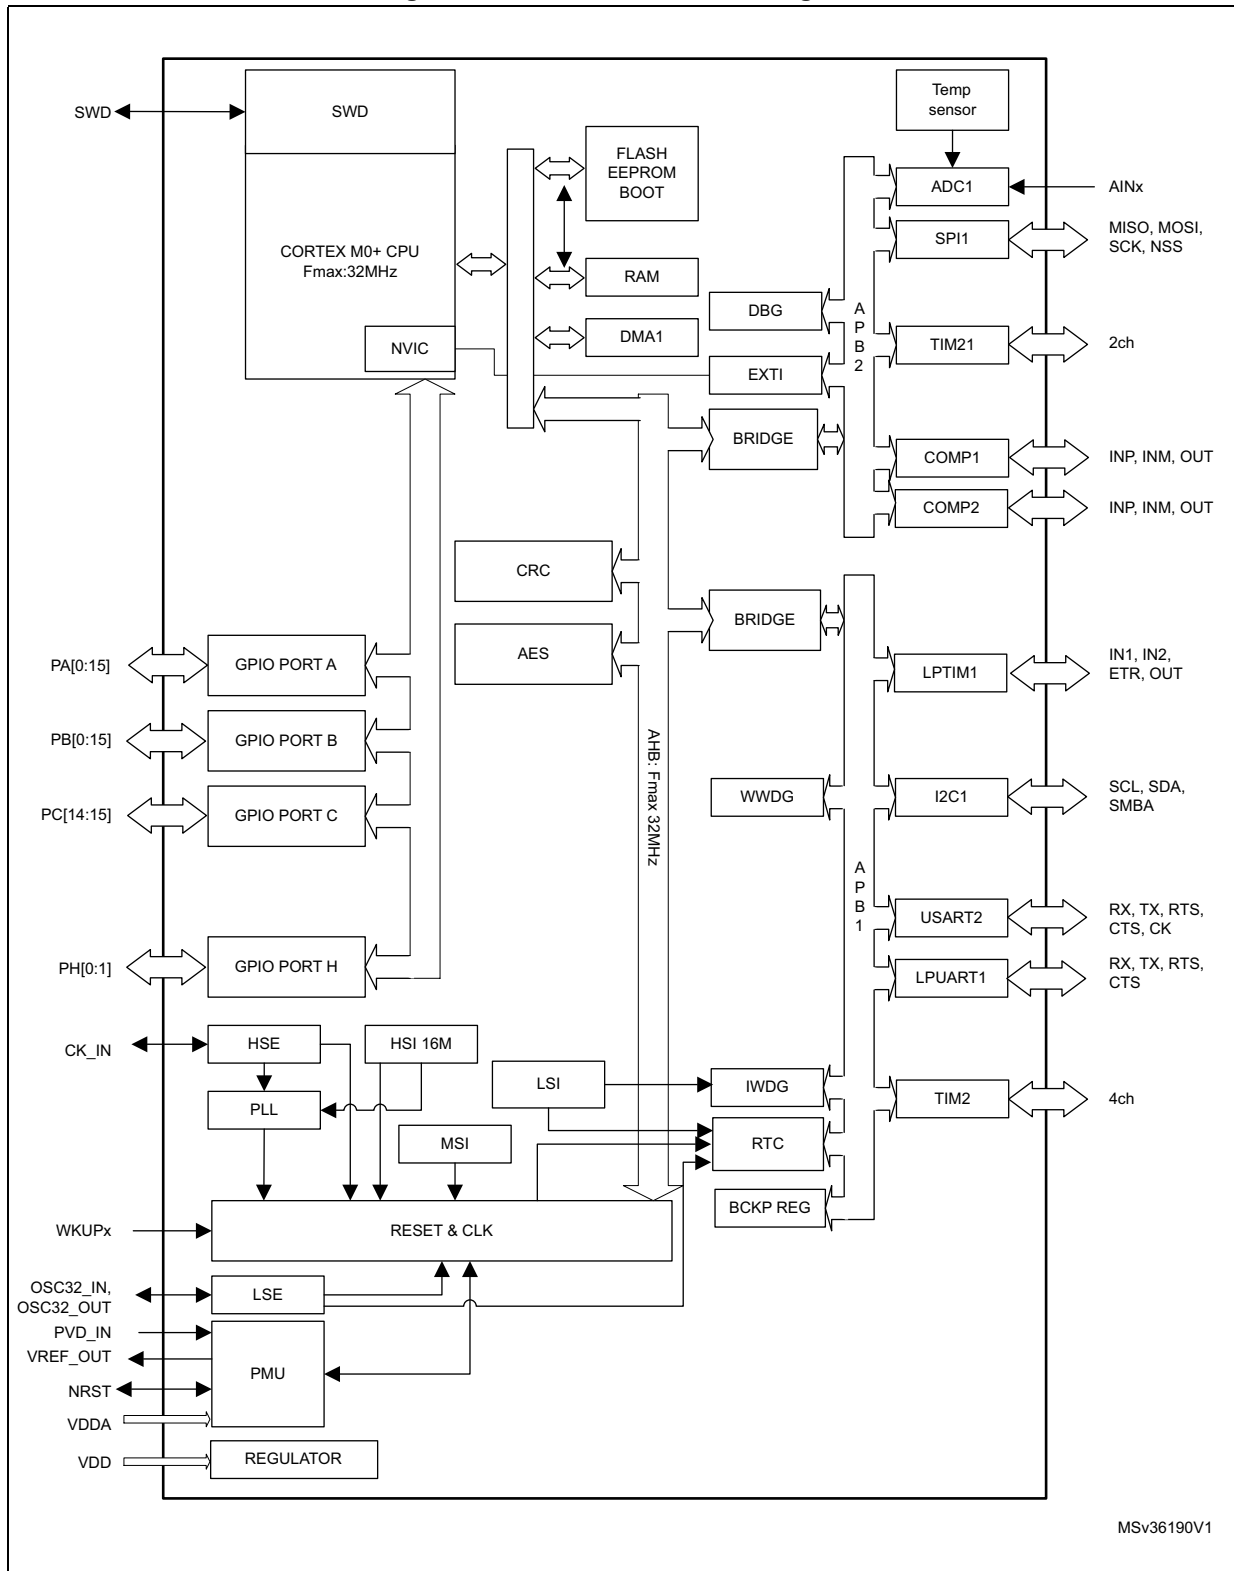 SWD
SWD
CORTEX M0+ CPU
Fmax:32MHz
NVIC
FLASH
EEPROM
BOOT
RAM
DMA1
Temp
sensor
ADC1
AINx
SPI1
MISO, MOSI,
SCK, NSS
DBG
EXTI
A
P
B
2
TIM21
2ch
BRIDGE
COMP1
INP, INM, OUT
COMP2
INP, INM, OUT
CRC
AES
BRIDGE
AHB: Fmax 32MHz
PA[0:15]
GPIO PORT A
PB[0:15]
GPIO PORT B
PC[14:15]
GPIO PORT C
PH[0:1]
GPIO PORT H
LPTIM1
IN1, IN2,
ETR, OUT
WWDG
I2C1
SCL, SDA,
SMBA
A
P
B
1
USART2
RX, TX, RTS,
CTS, CK
LPUART1
RX, TX, RTS,
CTS
CK_IN
HSE
HSI 16M
PLL
MSI
LSI
IWDG
RTC
BCKP REG
TIM2
4ch
WKUPx
RESET & CLK
OSC32_IN,
OSC32_OUT
LSE
PVD_IN
VREF_OUT
NRST
VDDA
PMU
VDD
REGULATOR
MSv36190V1